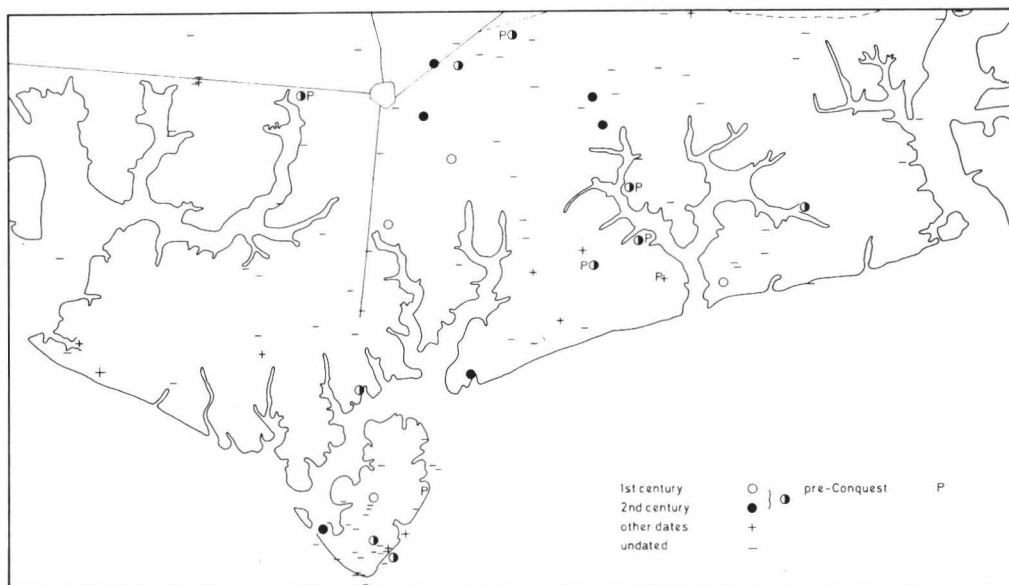 P
P
P
P
P
P
P
1st century pre-Conquest P
2nd century
other dates +
undated –